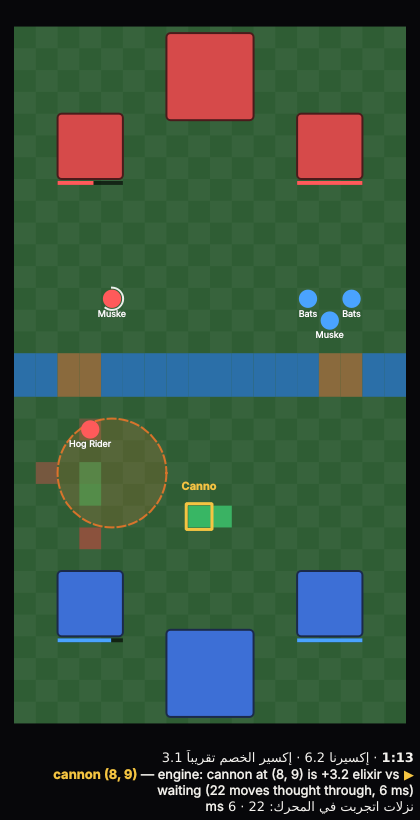 Muske
Bats
Bats
Muske
Hog Rider
Canno
1:13 · إكسيرنا 6.2 · إكسير الخصم تقريباً 3.1
▶ cannon (8, 9) — engine: cannon at (8, 9) is +3.2 elixir vs
waiting (22 moves thought through, 6 ms)
نزلات اتجربت في المحرك: 22 · 6 ms